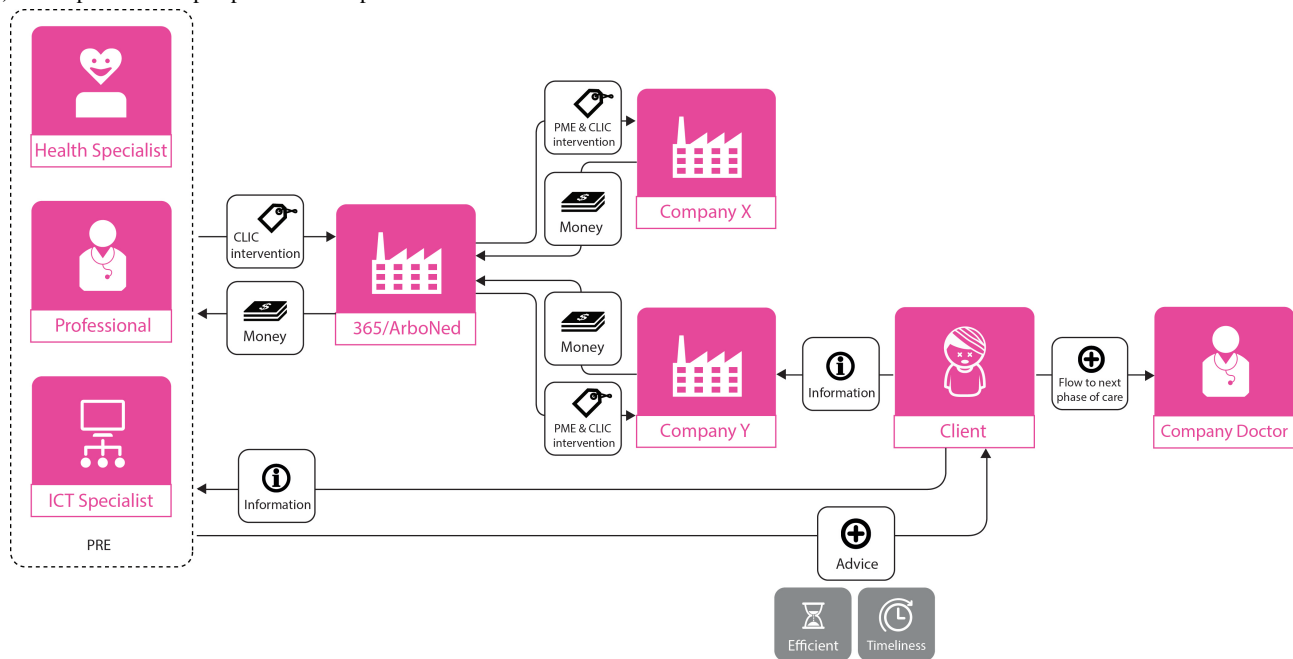 Health Specialist
Professional
ICT Specialist
PRE
CLIC
intervention
Money
365/ArboNed
PME & CLIC
intervention
Money
Company X
Money
PME & CLIC
intervention
Company Y
Information
Client
Flow to next
phase of care
Company Doctor
Information
Advice
Efficient
Timeliness